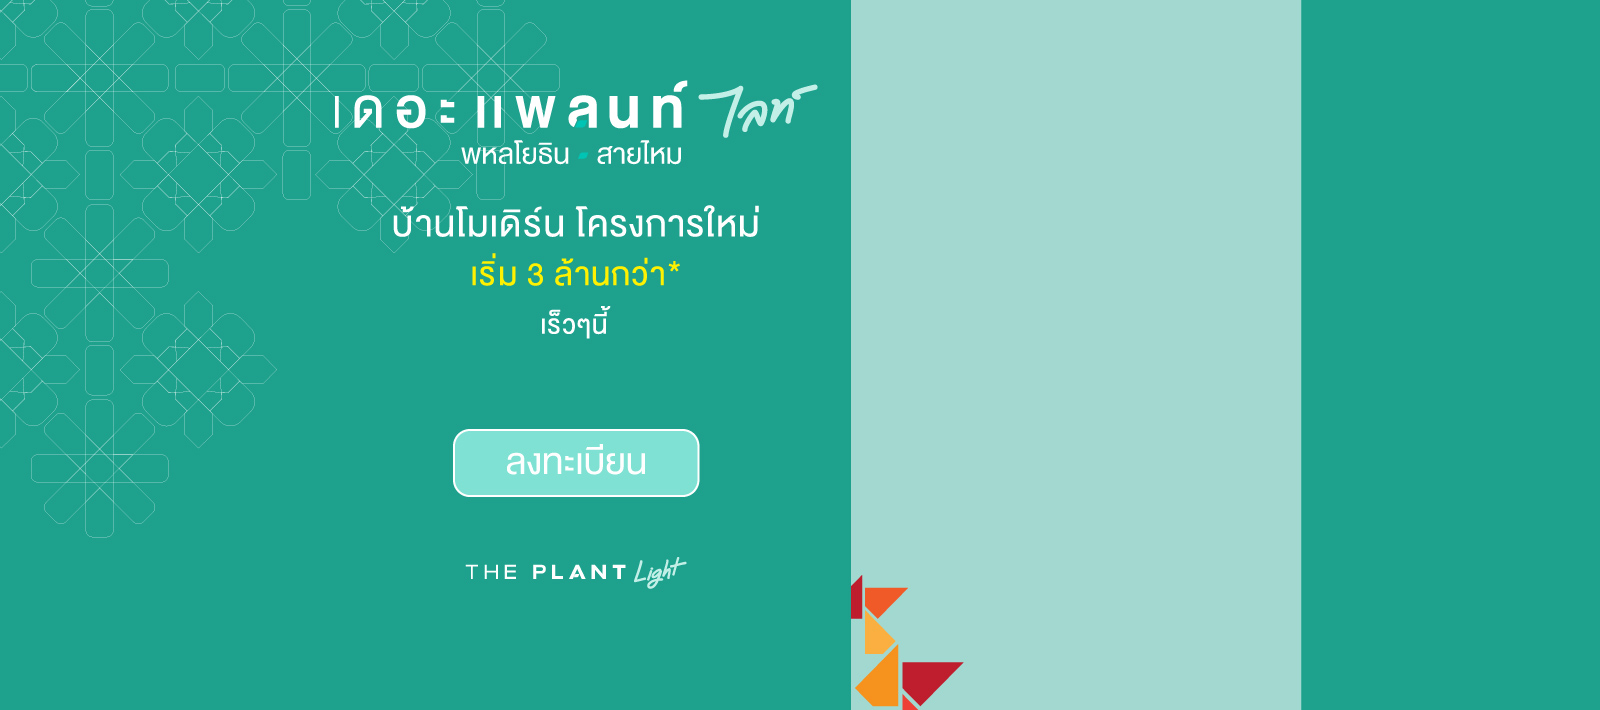 เดอะ แพลนท์ ไลท์
พหลโยธิน - สายไหม
บ้านโมเดิร์น โครงการใหม่
เริ่ม 3 ล้านกว่า*
เร็วๆนี้
ลงทะเบียน
THE PLANT Light